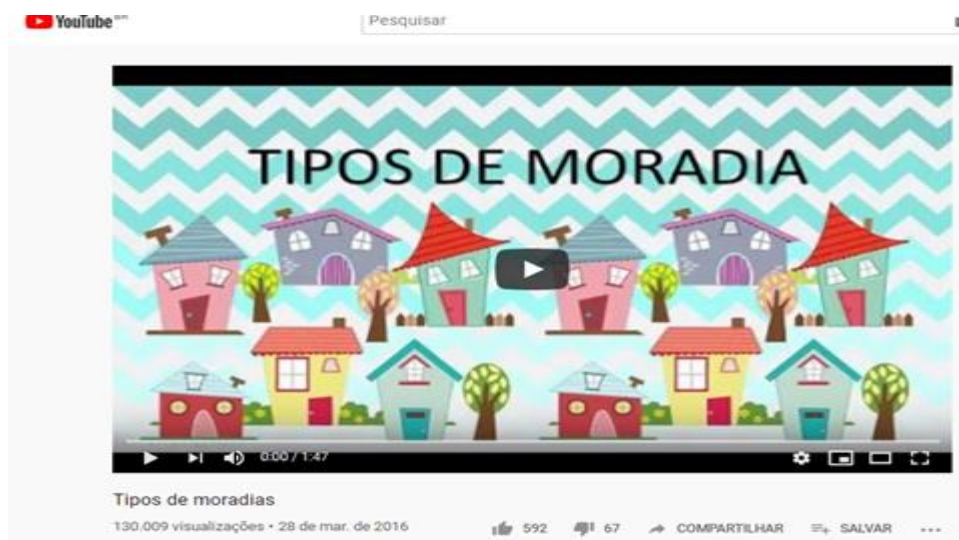 YouTube BR
Pesquisar
TIPOS DE MORADIA
0:00 / 1:47
Tipos de moradias
130.009 visualizações • 28 de mar. de 2016
592 67 COMPARTILHAR SALVAR ...